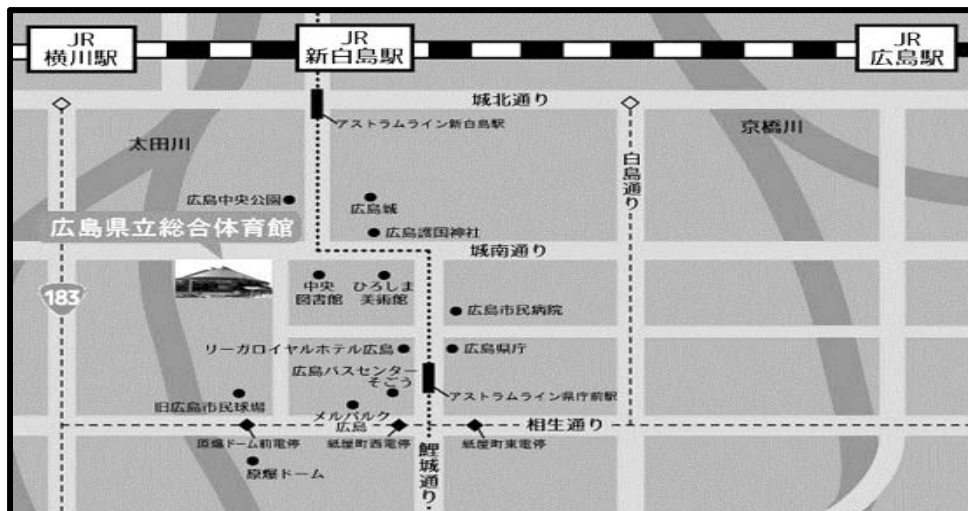 JR
横川駅
JR
新白島駅
JR
広島駅
城北通り
アストラムライン新白島駅
太田川
京橋川
白島通り
広島中央公園
広島城
広島県立総合体育館
広島護国神社
城南通り
183
中央
図書館
ひろしま
美術館
広島市民病院
リーガロイヤルホテル広島
広島県庁
広島バスセンター
そごう
アストラムライン県庁前駅
旧広島市民球場
メルパルク
広島
相生通り
原爆ドーム前電停
紙屋町西電停
紙屋町東電停
鯉城通り
原爆ドーム